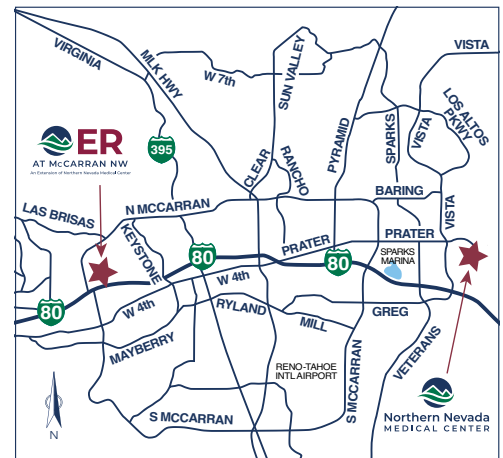 VIRGINIA
MLK HWY
W 7th
SUN VALLEY
VISTA
ER
AT McCARRAN NW
An Extension of Northern Nevada Medical Center
395
CLEAR
RANCHO
PYRAMID
SPARKS
VISTA
LOS ALTOS
PKWY
BARING
LAS BRISAS
N MCCARRAN
KEYSTONE
VISTA
PRATER
PRATER
80
80
SPARKS
MARINA
W 4th
80
W 4th
RYLAND
MILL
GREG
MAYBERRY
RENO-TAHOE
INTL AIRPORT
S MCCARRAN
VETERANS
S MCCARRAN
N
Northern Nevada
MEDICAL CENTER